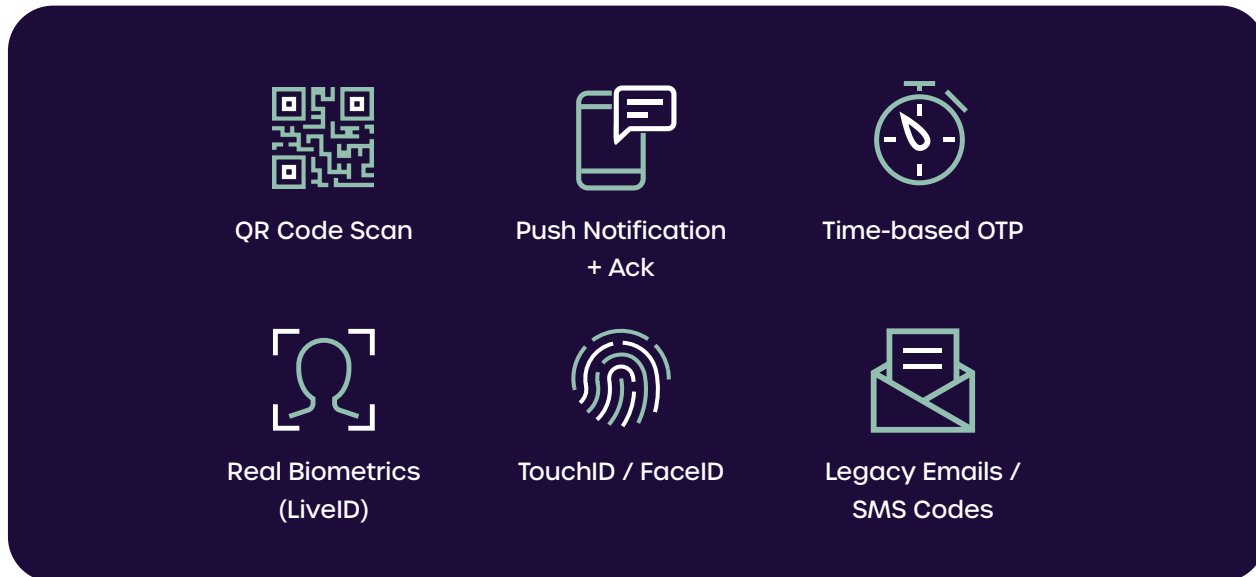 QR Code Scan
Push Notification
+ Ack
Time-based OTP
Real Biometrics
(LiveID)
TouchID / FaceID
Legacy Emails /
SMS Codes